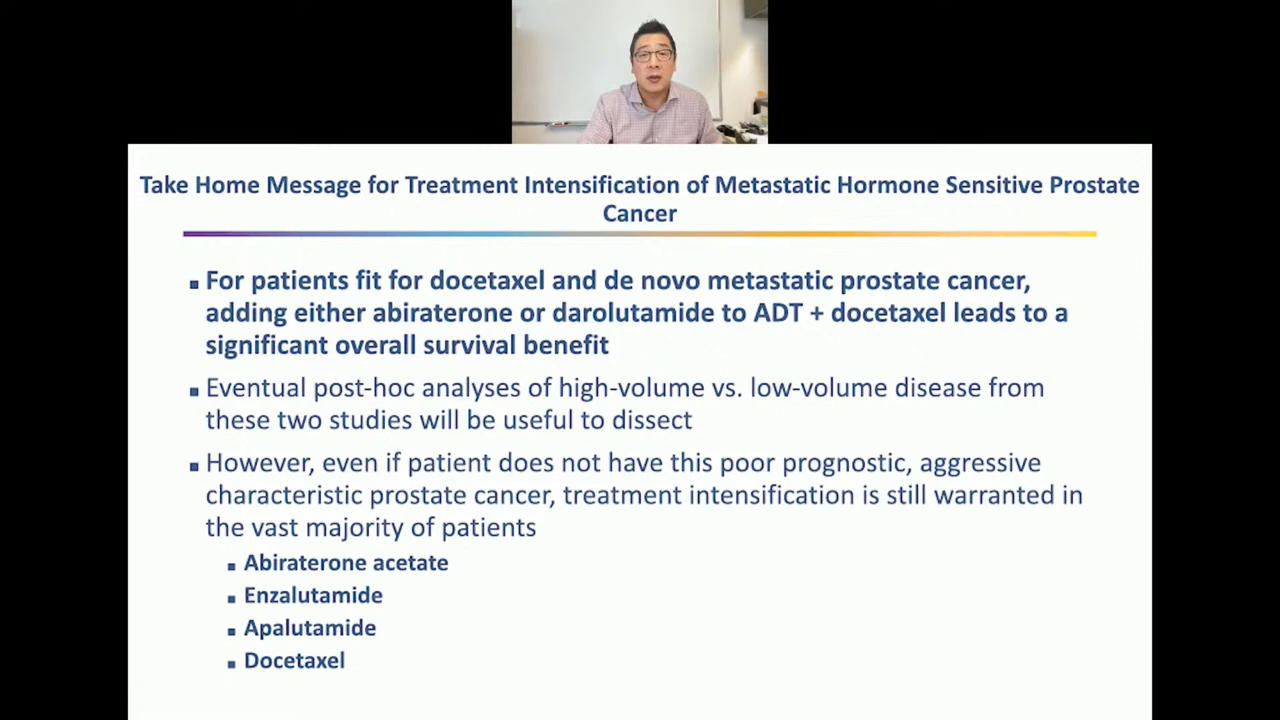 Take Home Message for Treatment Intensification of Metastatic Hormone Sensitive Prostate
Cancer
▪ For patients fit for docetaxel and de novo metastatic prostate cancer,
adding either abiraterone or darolutamide to ADT + docetaxel leads to a
significant overall survival benefit
▪ Eventual post-hoc analyses of high-volume vs. low-volume disease from
these two studies will be useful to dissect
▪ However, even if patient does not have this poor prognostic, aggressive
characteristic prostate cancer, treatment intensification is still warranted in
the vast majority of patients
▪ Abiraterone acetate
▪ Enzalutamide
▪ Apalutamide
▪ Docetaxel